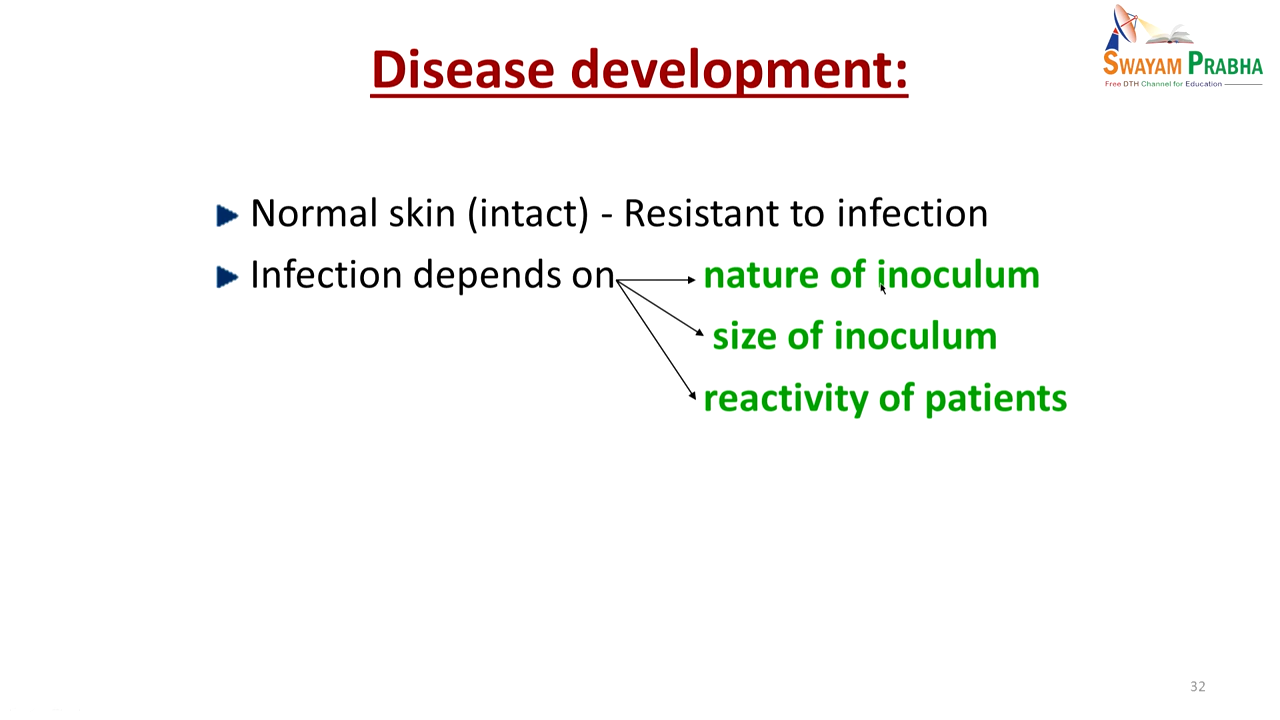 Disease development:
SWAYAM PRABHA
Free DTH Channel for Education
Normal skin (intact) - Resistant to infection
Infection depends on nature of inoculum
size of inoculum
reactivity of patients
32